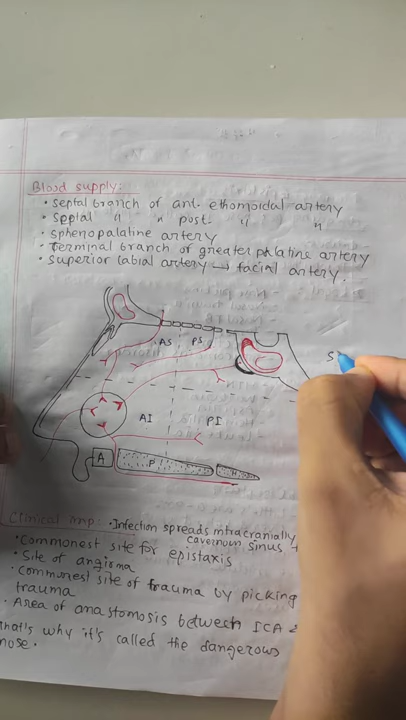 Blood supply:
• septal branch of ant. ethomoidal artery
• septal " " post. " "
• sphenopalatine artery
• Terminal branch of greater palatine artery
• superior labial artery → facial artery.
AS PS
AI PI
A P H
S
Clinical imp: • Infection spreads intracranially
cavernous sinus
• Commonest site for epistaxis
• Site of angioma
• Commonest site of trauma by picking
trauma
• Area of anastomosis between ICA &
that's why it's called the dangerous
nose.